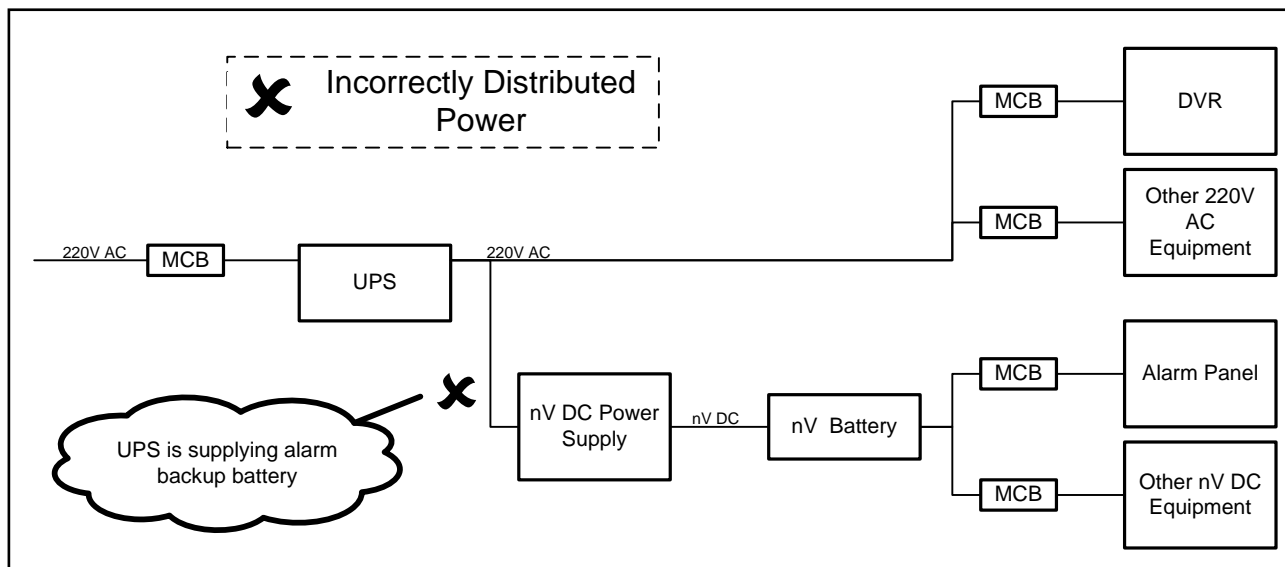 Incorrectly Distributed
Power
MCB
DVR
MCB
Other 220V
AC
Equipment
220V AC
MCB
UPS
220V AC
UPS is supplying alarm
backup battery
nV DC Power
Supply
nV DC
nV Battery
MCB
Alarm Panel
MCB
Other nV DC
Equipment